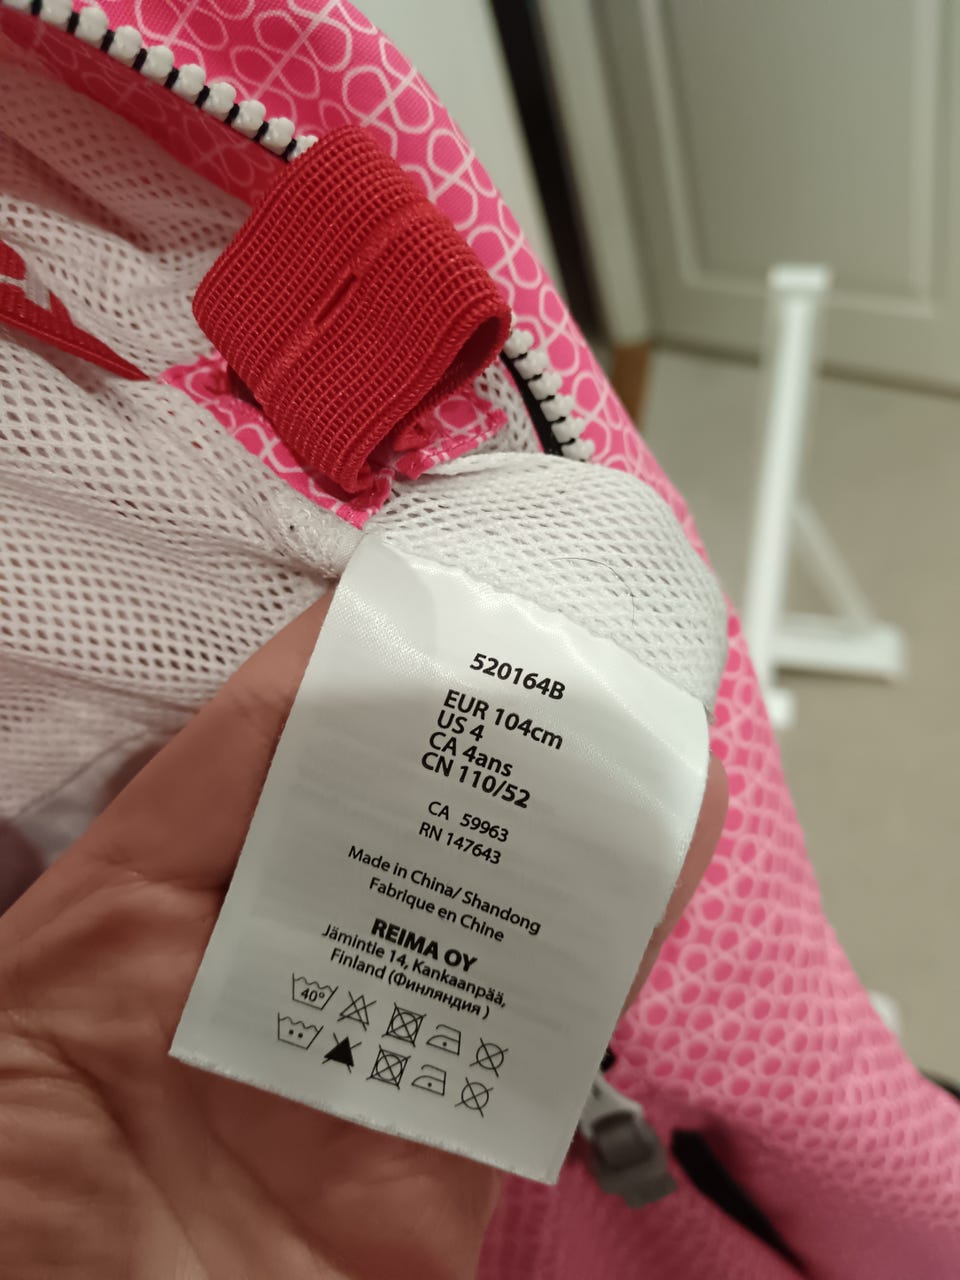 520164B
EUR 104cm
US 4
CA 4ans
CN 110/52
CA 59963
RN 147643
Made in China/ Shandong
Fabrique en Chine
REIMA OY
Jämintie 14, Kankaanpää,
Finland (Финляндия )
40°